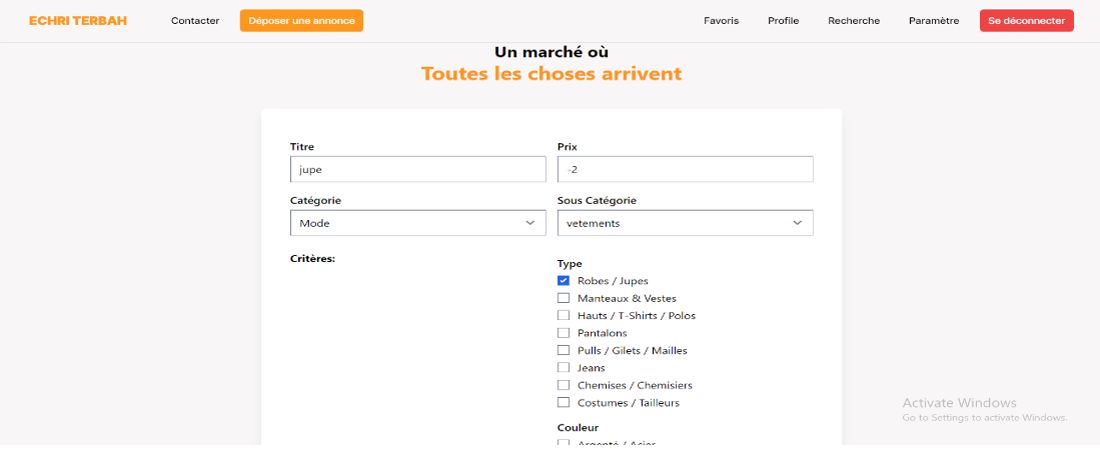 ECHRI TERBAH Contacter Déposer une annonce Favoris Profile Recherche Paramètre Se déconnecter
Un marché où
Toutes les choses arrivent
Titre Prix
jupe -2
Catégorie Sous Catégorie
Mode vetements
Critères:
Type
Robes / Jupes
Manteaux & Vestes
Hauts / T-Shirts / Polos
Pantalons
Pulls / Gilets / Mailles
Jeans
Chemises / Chemisiers
Costumes / Tailleurs
Couleur
Argenté / Acier
Activate Windows
Go to Settings to activate Windows.